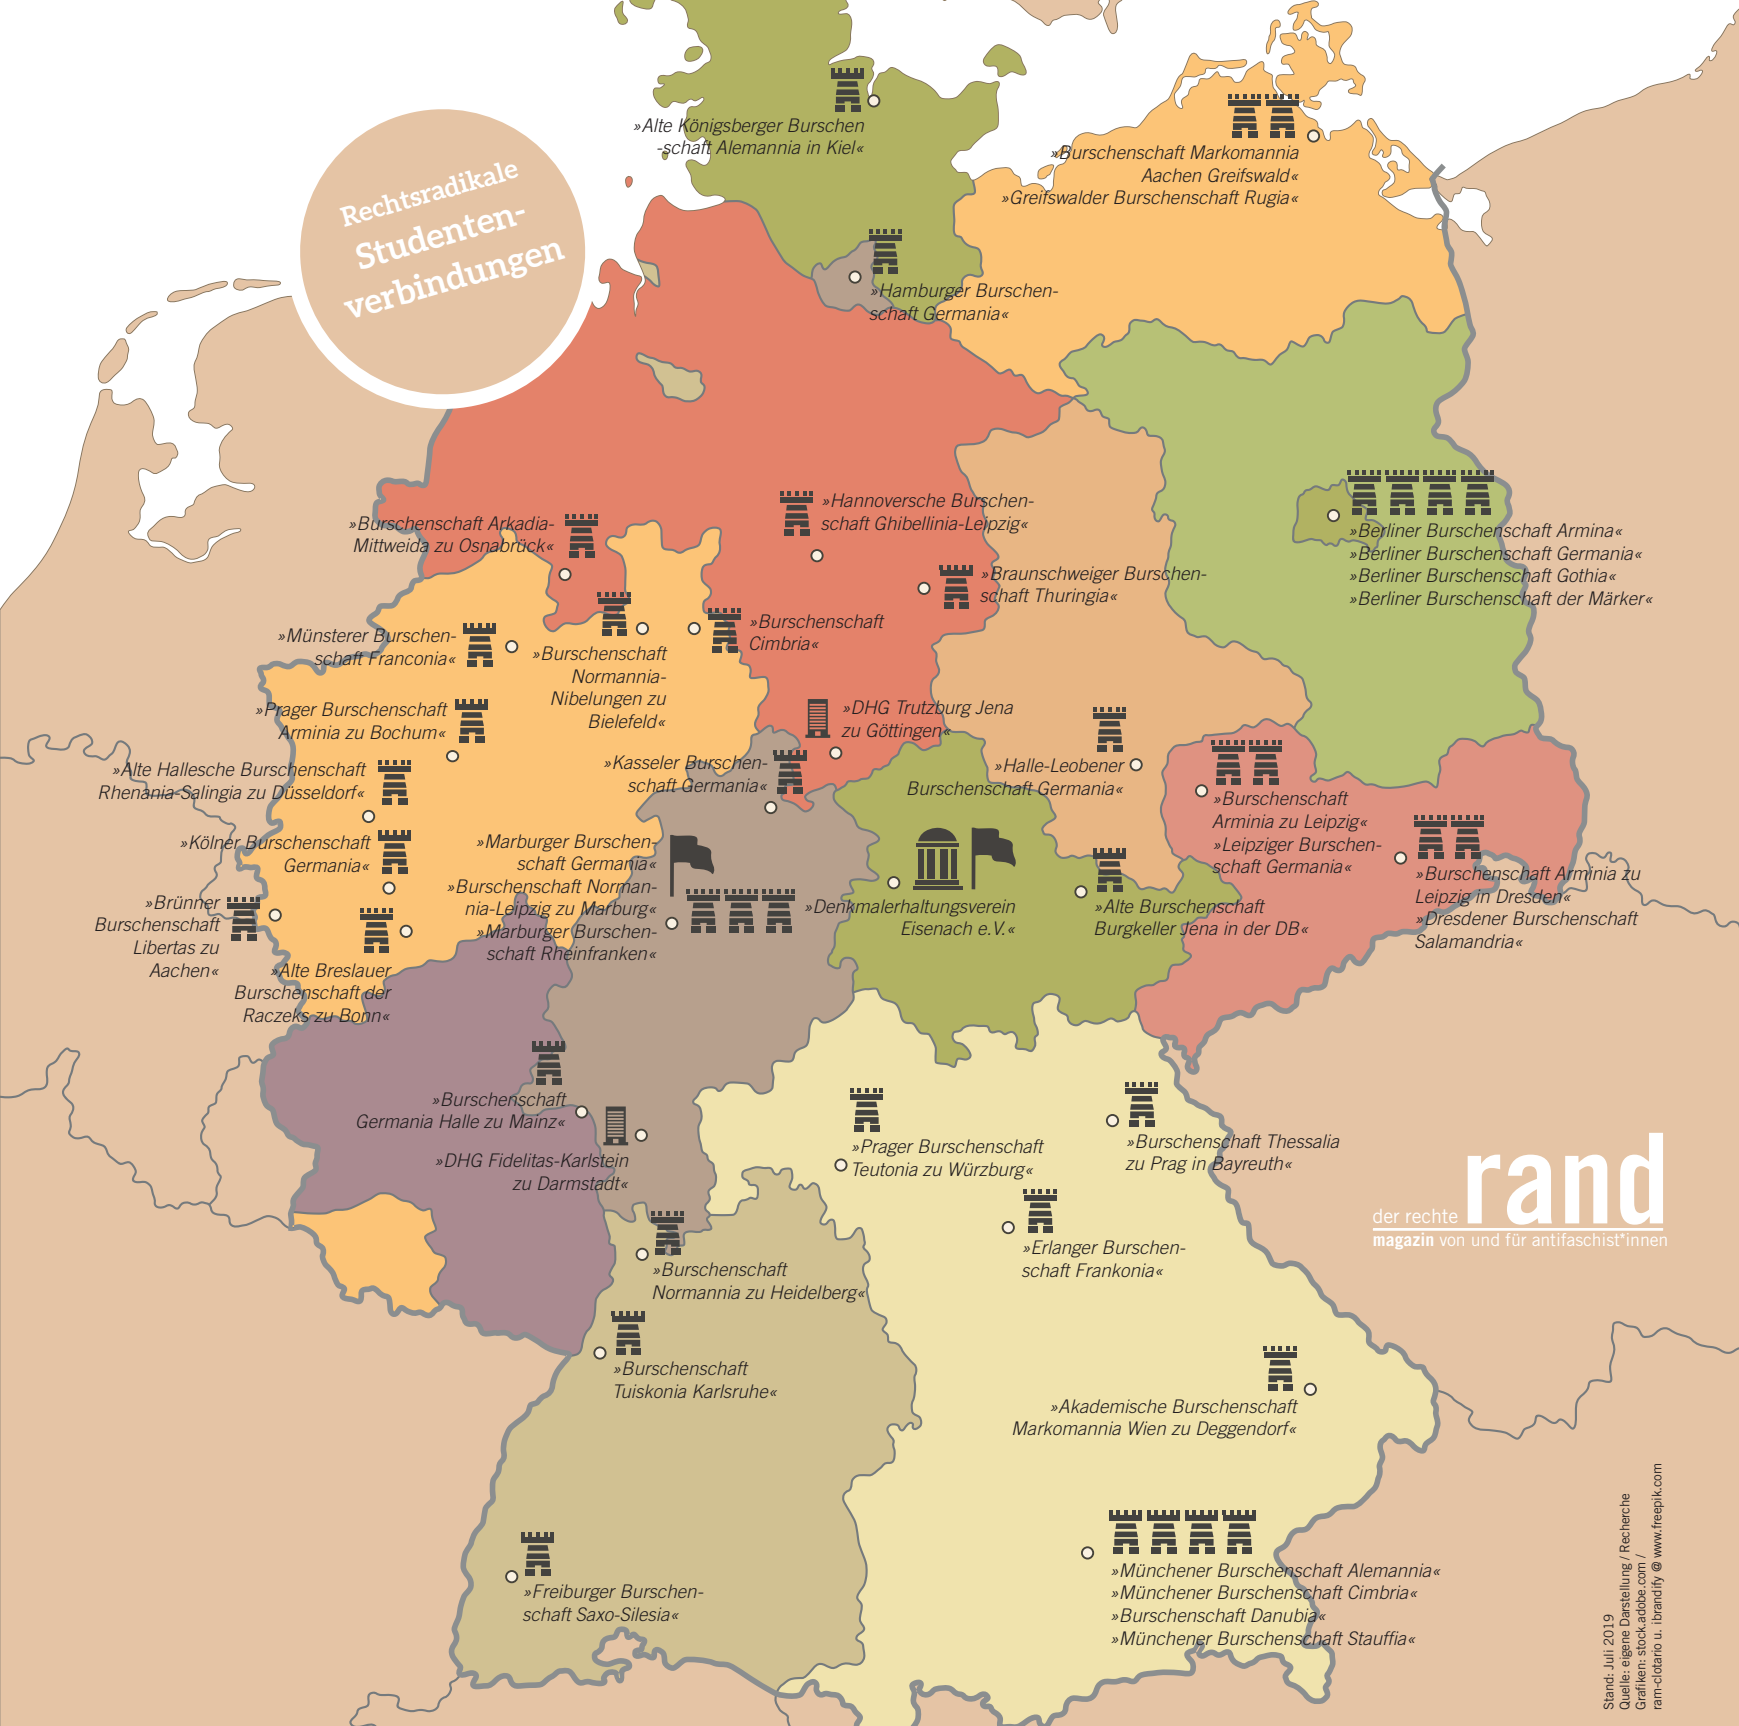 Rechtsradikale
Studenten-
verbindungen
»Alte Königsberger Burschen
-schaft Alemannia in Kiel«
»Burschenschaft Markomannia
Aachen Greifswald«
»Greifswalder Burschenschaft Rugia«
»Hamburger Burschen-
schaft Germania«
»Hannoversche Burschen-
schaft Ghibellinia-Leipzig«
»Burschenschaft Arkadia-
Mittweida zu Osnabrück«
»Berliner Burschenschaft Armina«
»Berliner Burschenschaft Germania«
»Berliner Burschenschaft Gothia«
»Berliner Burschenschaft der Märker«
»Braunschweiger Burschen-
schaft Thuringia«
»Münsterer Burschen-
schaft Franconia«
»Burschenschaft
Normannia-
Nibelungen zu
Bielefeld«
»Burschenschaft
Cimbria«
»Prager Burschenschaft
Arminia zu Bochum«
»DHG Trutzburg Jena
zu Göttingen«
»Alte Hallesche Burschenschaft
Rhenania-Salingia zu Düsseldorf«
»Kasseler Burschen-
schaft Germania«
»Halle-Leobener
Burschenschaft Germania«
»Burschenschaft
Arminia zu Leipzig«
»Leipziger Burschen-
schaft Germania«
»Kölner Burschenschaft
Germania«
»Marburger Burschen-
schaft Germania«
»Burschenschaft Norman-
nia-Leipzig zu Marburg«
»Marburger Burschen-
schaft Rheinfranken«
»Denkmalerhaltungsverein
Eisenach e.V.«
»Alte Burschenschaft
Burgkeller Jena in der DB«
»Burschenschaft Arminia zu
Leipzig in Dresden«
»Dresdener Burschenschaft
Salamandria«
»Brünner
Burschenschaft
Libertas zu
Aachen«
»Alte Breslauer
Burschenschaft der
Raczeks zu Bonn«
»Burschenschaft
Germania Halle zu Mainz«
»DHG Fidelitas-Karlstein
zu Darmstadt«
»Prager Burschenschaft
Teutonia zu Würzburg«
»Burschenschaft Thessalia
zu Prag in Bayreuth«
der rechte rand
magazin von und für antifaschist*innen
»Erlanger Burschen-
schaft Frankonia«
»Burschenschaft
Normannia zu Heidelberg«
»Burschenschaft
Tuiskonia Karlsruhe«
»Akademische Burschenschaft
Markomannia Wien zu Deggendorf«
»Freiburger Burschen-
schaft Saxo-Silesia«
»Münchener Burschenschaft Alemannia«
»Münchener Burschenschaft Cimbria«
»Burschenschaft Danubia«
»Münchener Burschenschaft Stauffia«
Stand: Juli 2019
Quelle: eigene Darstellung / Recherche
Grafiken: stock.adobe.com /
ram-clotario u. ibrandify @ www.freepik.com